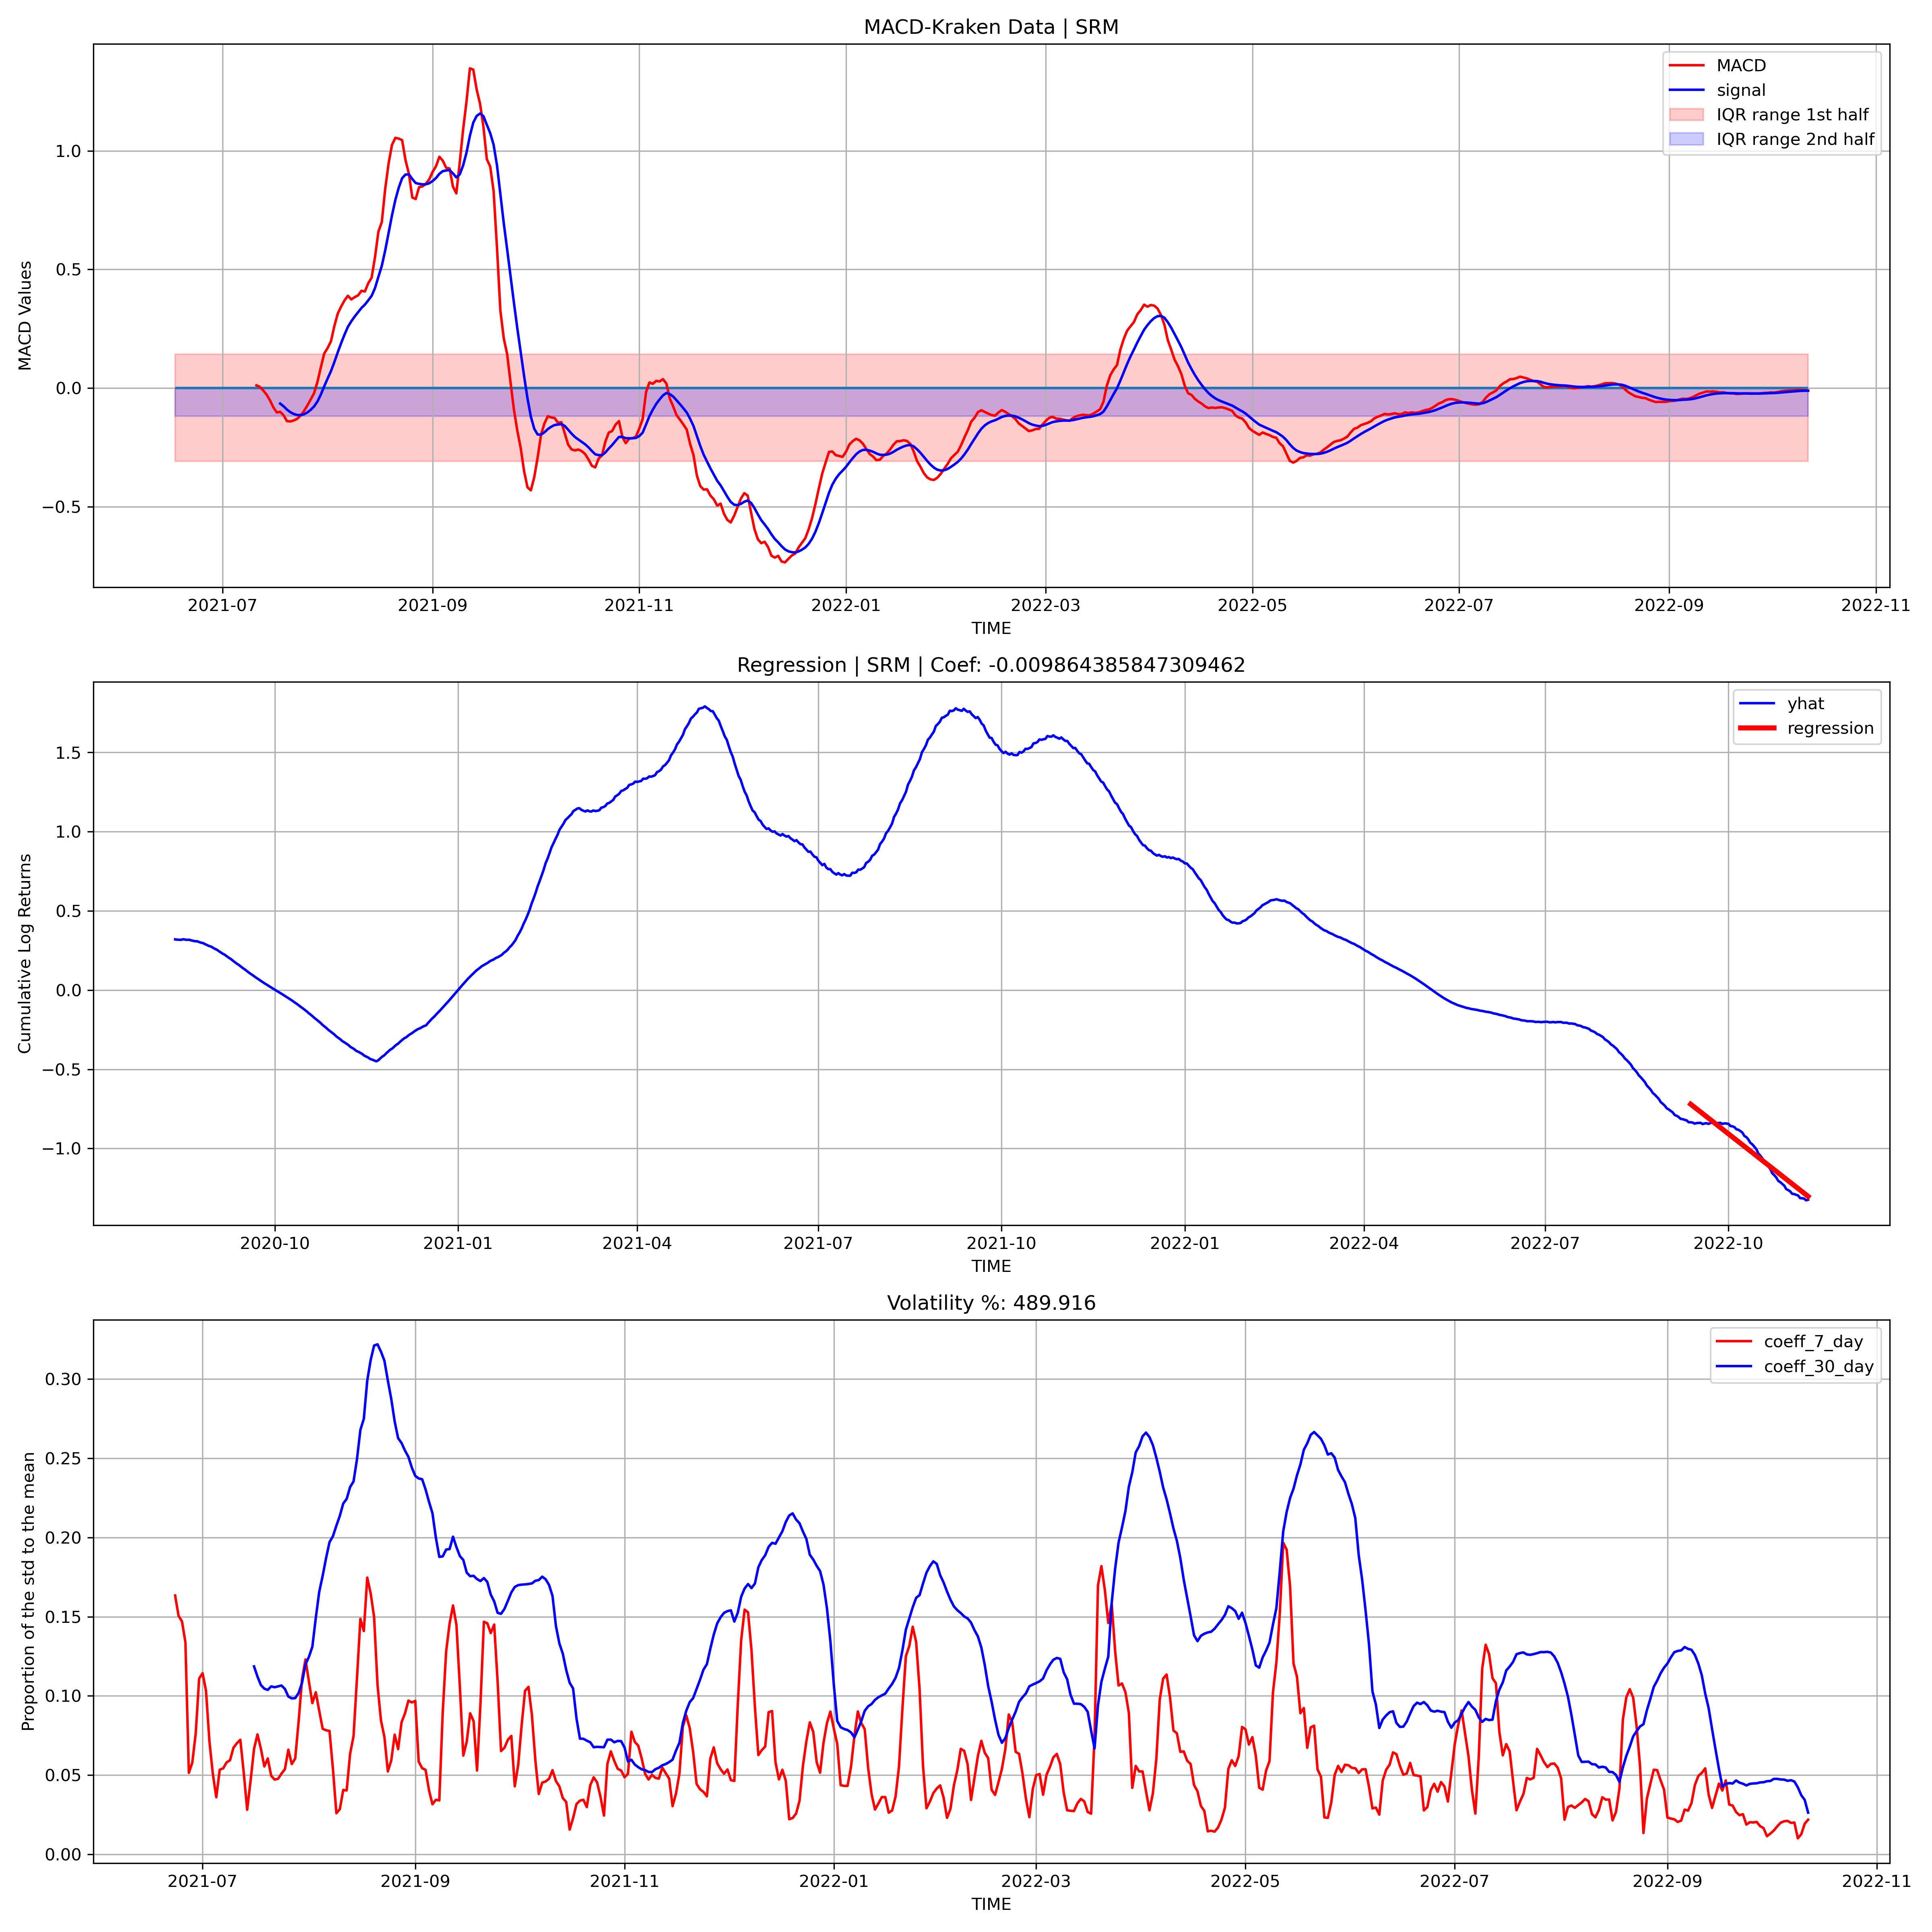 MACD-Kraken Data | SRM
MACD
signal
IQR range 1st half
IQR range 2nd half
MACD Values
1.0
0.5
0.0
−0.5
2021-07 2021-09 2021-11 2022-01 2022-03 2022-05 2022-07 2022-09 2022-11
TIME
Regression | SRM | Coef: -0.009864385847309462
yhat
regression
Cumulative Log Returns
1.5
1.0
0.5
0.0
−0.5
−1.0
2020-10 2021-01 2021-04 2021-07 2021-10 2022-01 2022-04 2022-07 2022-10
TIME
Volatility %: 489.916
coeff_7_day
coeff_30_day
Proportion of the std to the mean
0.30
0.25
0.20
0.15
0.10
0.05
0.00
2021-07 2021-09 2021-11 2022-01 2022-03 2022-05 2022-07 2022-09 2022-11
TIME